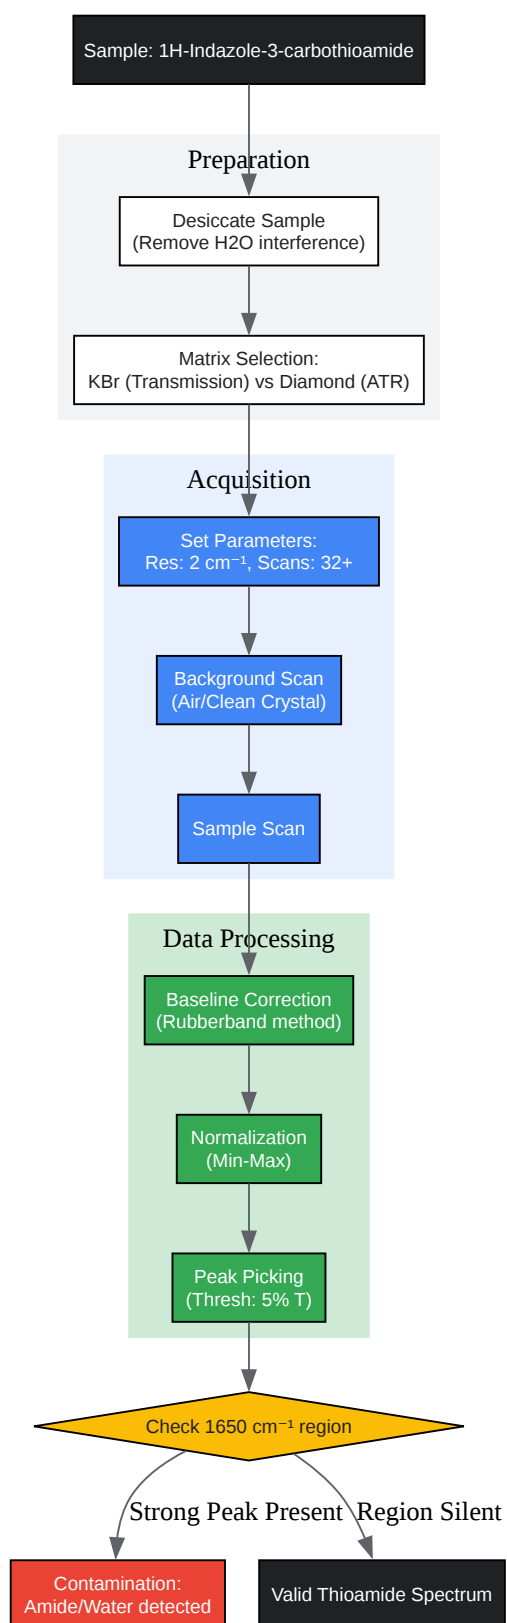 Sample: 1H-Indazole-3-carbothioamide
Preparation
Desiccate Sample
(Remove H2O interference)
Matrix Selection:
KBr (Transmission) vs Diamond (ATR)
Acquisition
Set Parameters:
Res: 2 cm⁻¹, Scans: 32+
Background Scan
(Air/Clean Crystal)
Sample Scan
Data Processing
Baseline Correction
(Rubberband method)
Normalization
(Min-Max)
Peak Picking
(Thresh: 5% T)
Check 1650 cm⁻¹ region
Strong Peak Present
Region Silent
Contamination:
Amide/Water detected
Valid Thioamide Spectrum